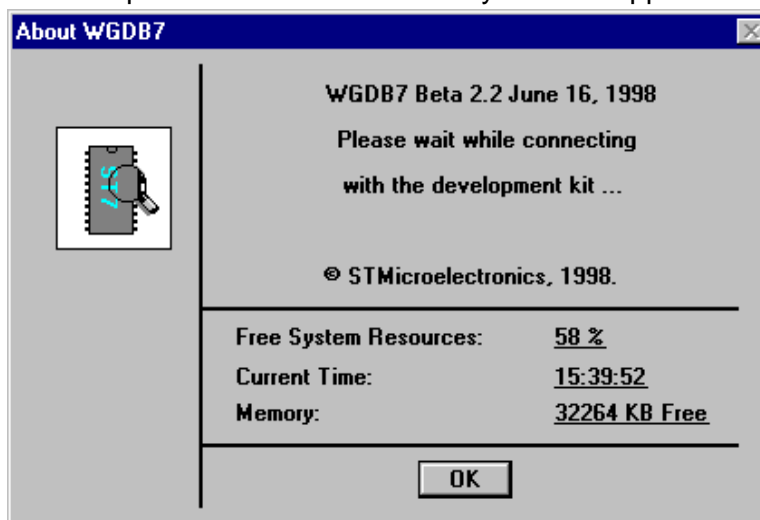 About WGDB7
WGDB7 Beta 2.2 June 16, 1998
Please wait while connecting
with the development kit ...
ST7
© STMicroelectronics, 1998.
Free System Resources: 58 %
Current Time: 15:39:52
Memory: 32264 KB Free
OK